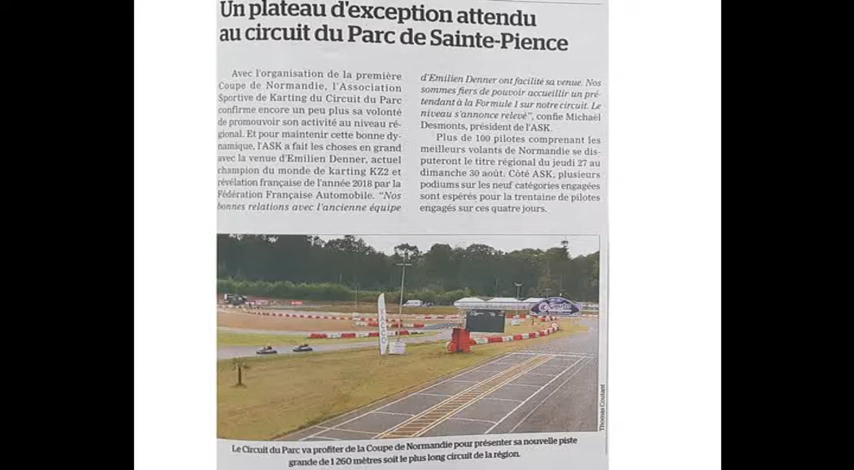 Un plateau d'exception attendu
au circuit du Parc de Sainte-Pience
Avec l'organisation de la première
Coupe de Normandie, l'Association
Sportive de Karting du Circuit du Parc
confirme encore un peu plus sa volonté
de promouvoir son activité au niveau ré-
gional. Et pour maintenir cette bonne dy-
namique, l'ASK a fait les choses en grand
avec la venue d'Emilien Denner, actuel
champion du monde de karting KZ2 et
révélation française de l'année 2018 par la
Fédération Française Automobile. "Nos
bonnes relations avec l'ancienne équipe
d'Emilien Denner ont facilité sa venue. Nos
sommes fiers de pouvoir accueillir un pré-
tendant à la Formule 1 sur notre circuit. Le
niveau s'annonce relevé", confie Michaël
Desmonts, président de l'ASK.
Plus de 100 pilotes comprenant les
meilleurs volants de Normandie se dis-
puteront le titre régional du jeudi 27 au
dimanche 30 août. Côté ASK, plusieurs
podiums sur les neuf catégories engagées
sont espérés pour la trentaine de pilotes
engagés sur ces quatre jours.
Thomas Coulant
Le Circuit du Parc va profiter de la Coupe de Normandie pour présenter sa nouvelle piste
grande de 1 260 mètres soit le plus long circuit de la région.